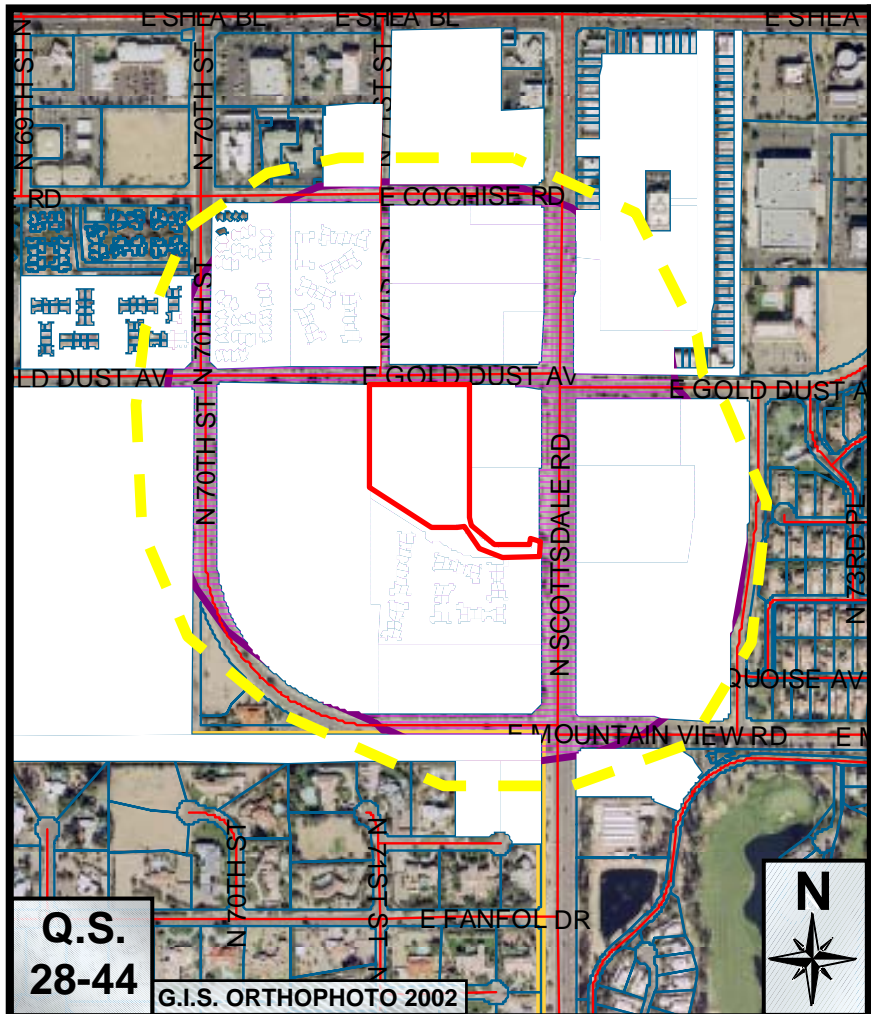 E SHEA BL
E SHEA BL
E SHEA
N 69TH ST
N
N 70TH ST
N 71ST ST
RD
E COCHISE RD
N 70TH ST
N 71ST ST
LD DUST AV
E GOLD DUST AV
E GOLD DUST A
N 70TH ST
N SCOTTSDALE RD
N 73RD PL
QUOISE AV
E MOUNTAIN VIEW RD
E M
N 70TH ST
N 71ST ST
N
E FANFOL DR
Q.S.
28-44
G.I.S. ORTHOPHOTO 2002
N